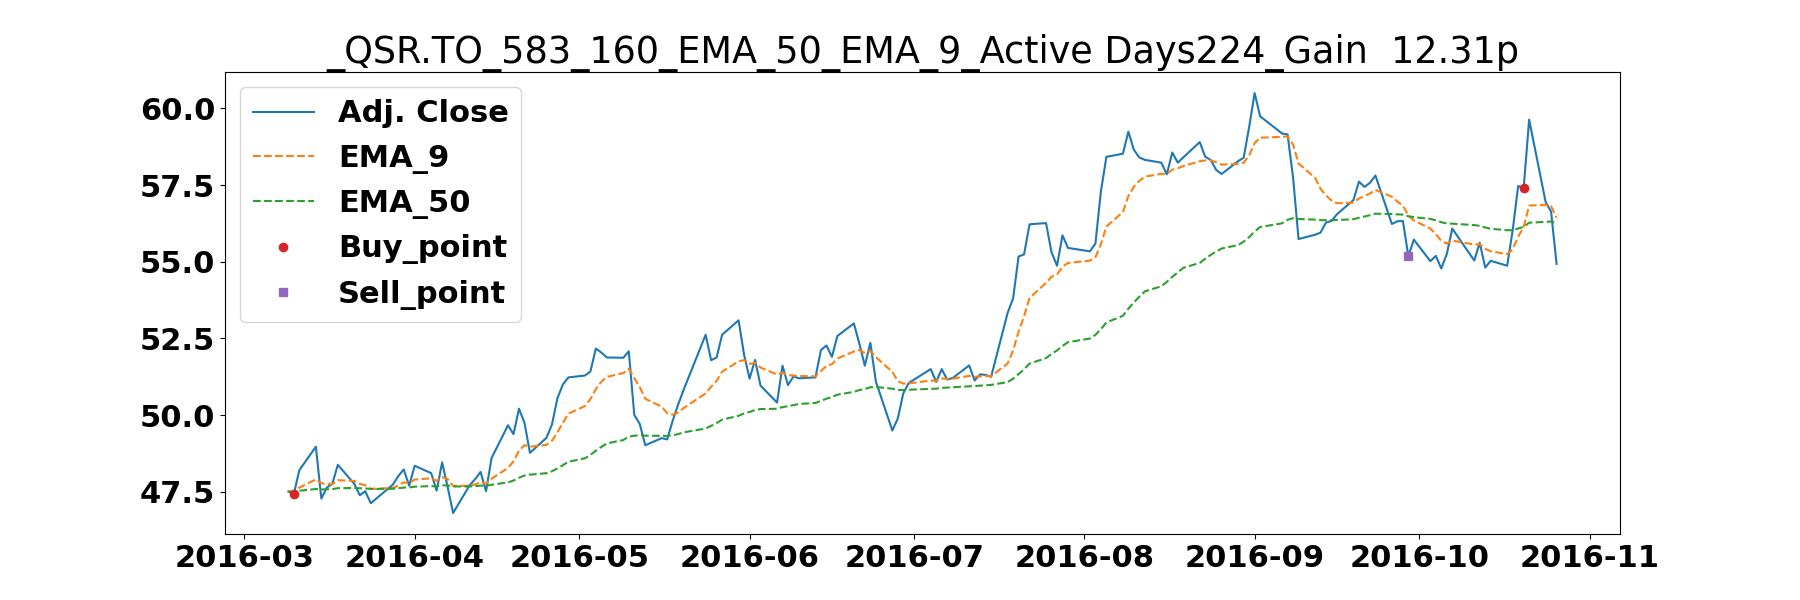 _QSR.TO_583_160_EMA_50_EMA_9_Active Days224_Gain  12.31p
Adj. Close
EMA_9
EMA_50
Buy_point
Sell_point
60.0
57.5
55.0
52.5
50.0
47.5
2016-03 2016-04 2016-05 2016-06 2016-07 2016-08 2016-09 2016-10 2016-11